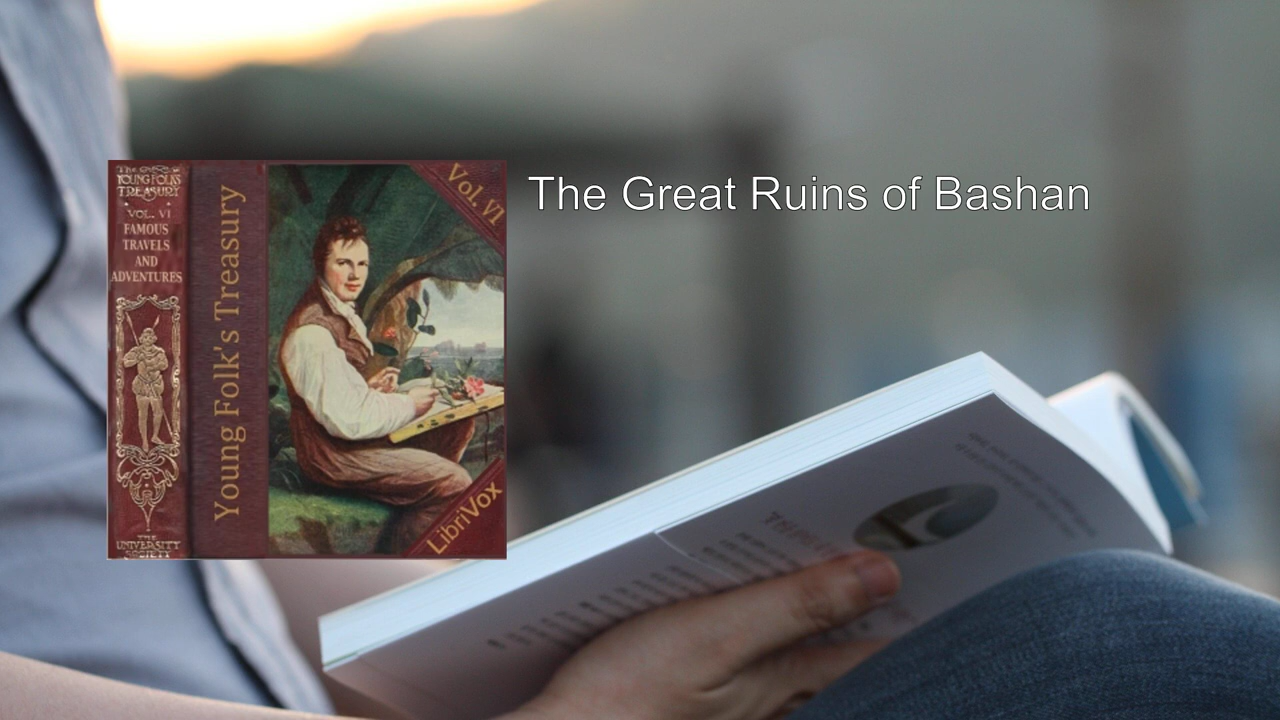 The Great Ruins of Bashan
YOUNG FOLKS
TREASURY
VOL. VI
FAMOUS
TRAVELS
AND
ADVENTURES
THE
UNIVERSITY
SOCIETY
Young Folk's Treasury
Vol. VI
LibriVox